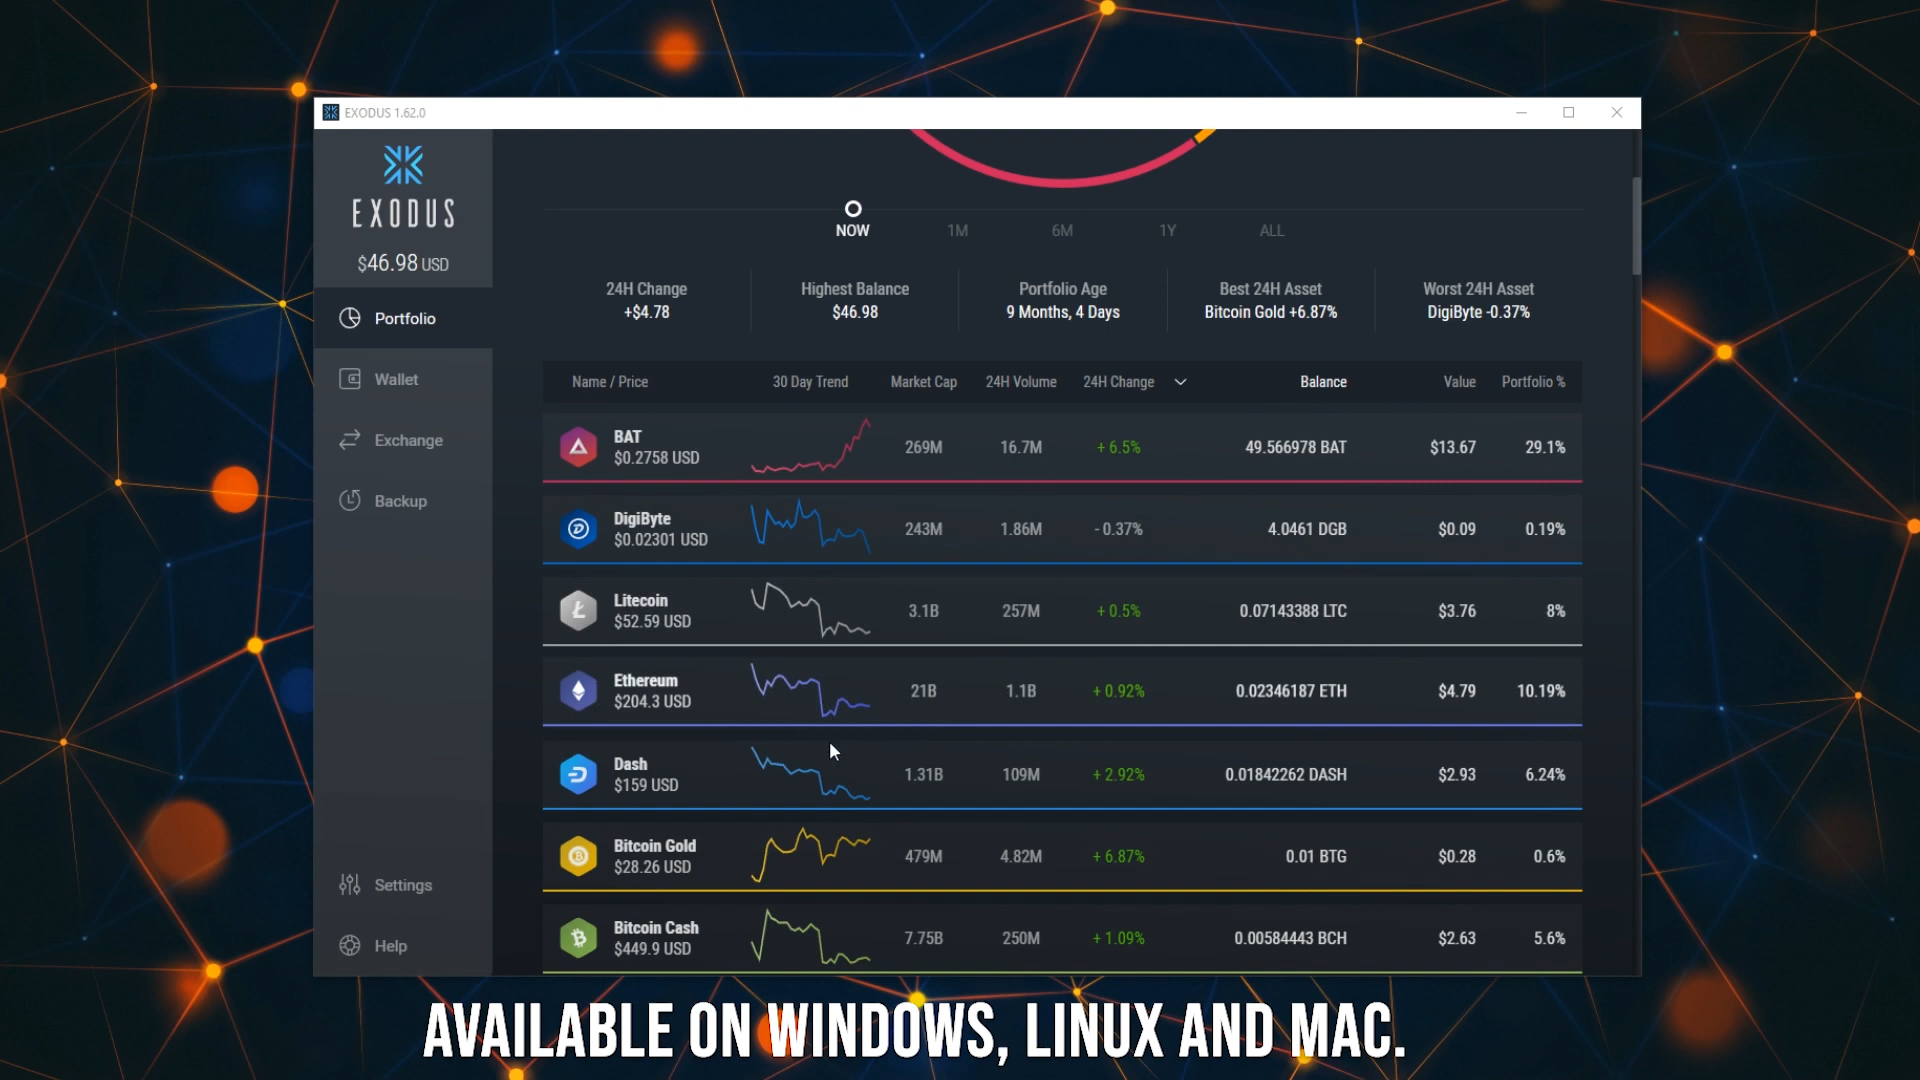 EXODUS 1.62.0
EXODUS
$46.98 USD
Portfolio
Wallet
Exchange
Backup
Settings
Help
NOW 1M 6M 1Y ALL
24H Change Highest Balance Portfolio Age Best 24H Asset Worst 24H Asset
+$4.78 $46.98 9 Months, 4 Days Bitcoin Gold +6.87% DigiByte -0.37%
Name / Price 30 Day Trend Market Cap 24H Volume 24H Change Balance Value Portfolio %
BAT
$0.2758 USD 269M 16.7M + 6.5% 49.566978 BAT $13.67 29.1%
DigiByte
$0.02301 USD 243M 1.86M - 0.37% 4.0461 DGB $0.09 0.19%
Litecoin
$52.59 USD 3.1B 257M + 0.5% 0.07143388 LTC $3.76 8%
Ethereum
$204.3 USD 21B 1.1B + 0.92% 0.02346187 ETH $4.79 10.19%
Dash
$159 USD 1.31B 109M + 2.92% 0.01842262 DASH $2.93 6.24%
Bitcoin Gold
$28.26 USD 479M 4.82M + 6.87% 0.01 BTG $0.28 0.6%
Bitcoin Cash
$449.9 USD 7.75B 250M + 1.09% 0.00584443 BCH $2.63 5.6%
AVAILABLE ON WINDOWS, LINUX AND MAC.